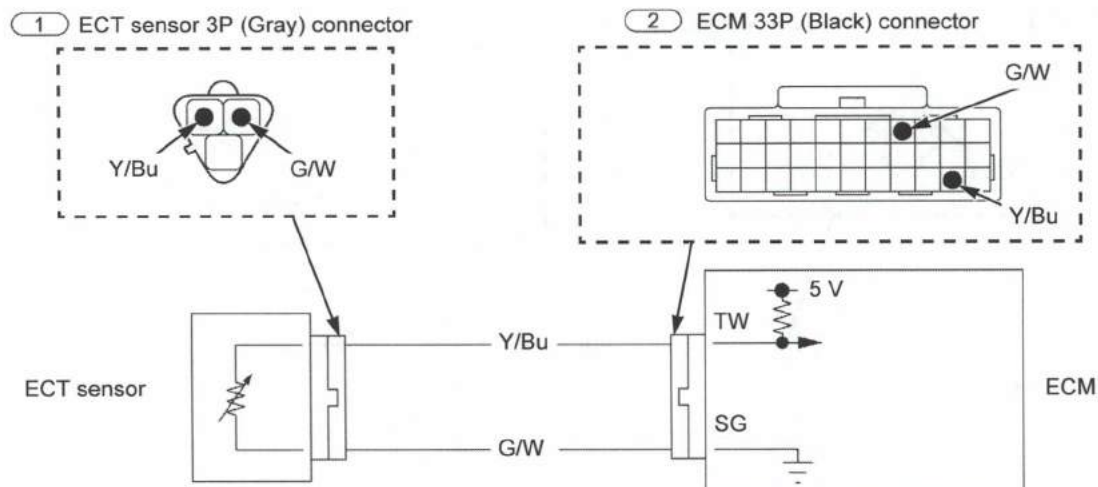 1 ECT sensor 3P (Gray) connector
2 ECM 33P (Black) connector
G/W
Y/Bu
G/W
Y/Bu
5 V
TW
Y/Bu
ECT sensor
ECM
SG
G/W